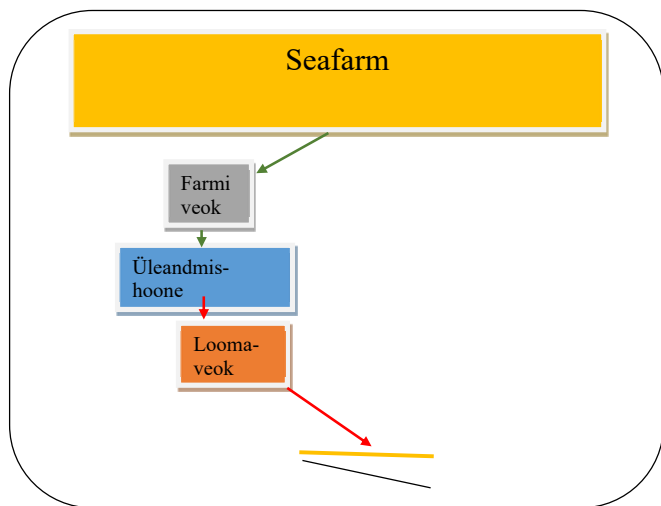 Seafarm
Farmi
veok
Üleandmis-
hoone
Looma-
veok